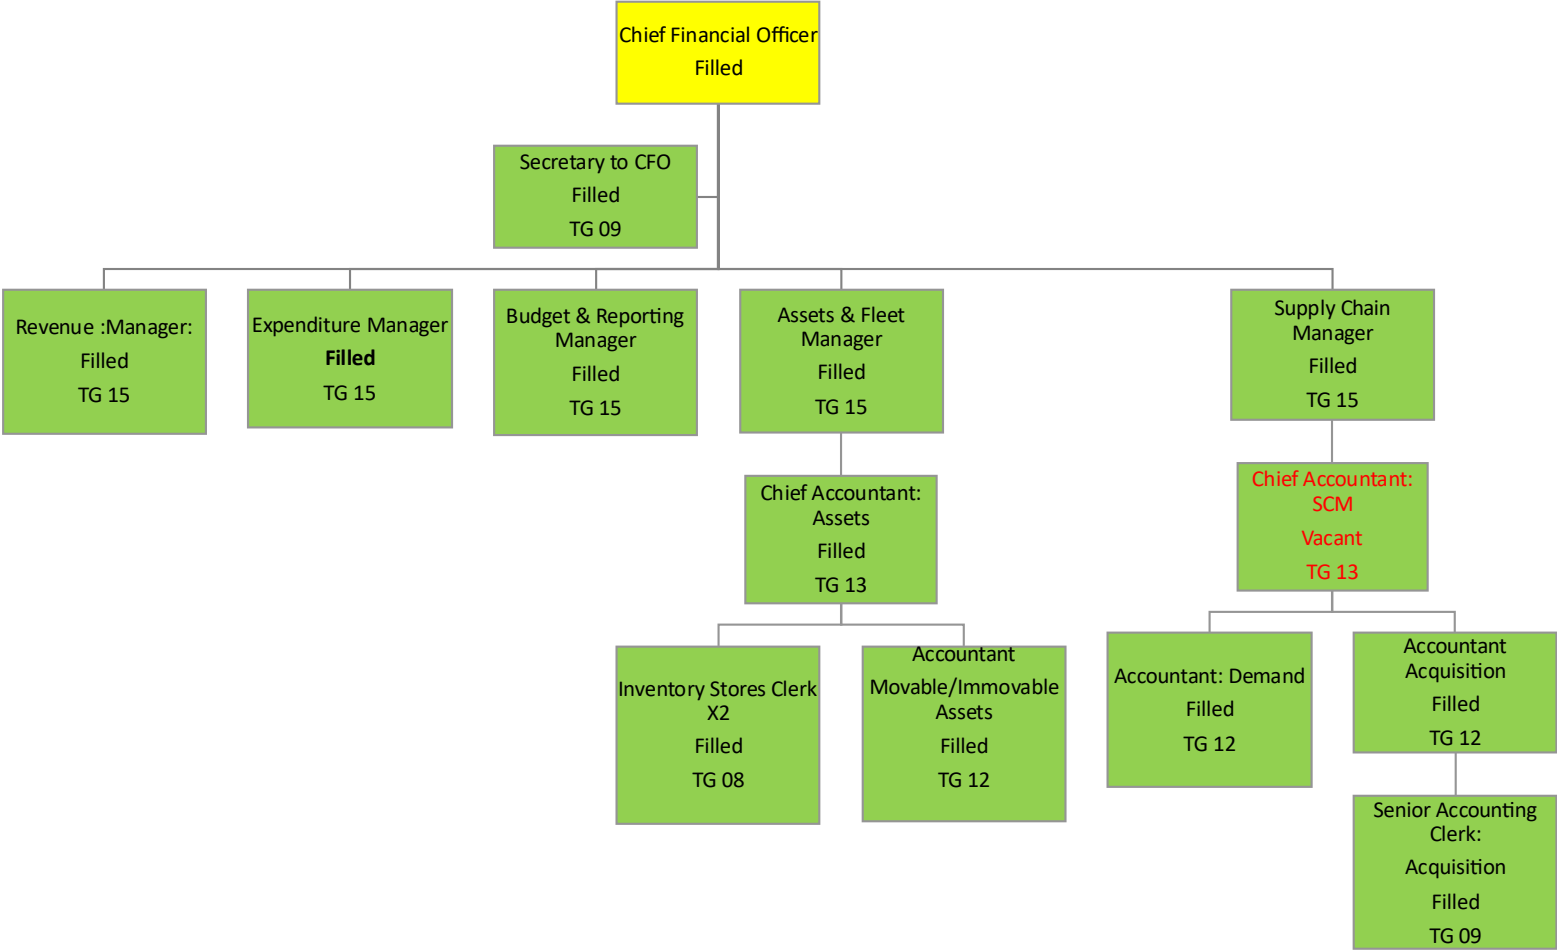 Chief Financial Officer
Filled
Secretary to CFO
Filled
TG 09
Revenue :Manager:
Filled
TG 15
Expenditure Manager
Filled
TG 15
Budget & Reporting
Manager
Filled
TG 15
Assets & Fleet
Manager
Filled
TG 15
Supply Chain
Manager
Filled
TG 15
Chief Accountant:
Assets
Filled
TG 13
Chief Accountant:
SCM
Vacant
TG 13
Inventory Stores Clerk
X2
Filled
TG 08
Accountant
Movable/Immovable
Assets
Filled
TG 12
Accountant: Demand
Filled
TG 12
Accountant
Acquisition
Filled
TG 12
Senior Accounting
Clerk:
Acquisition
Filled
TG 09